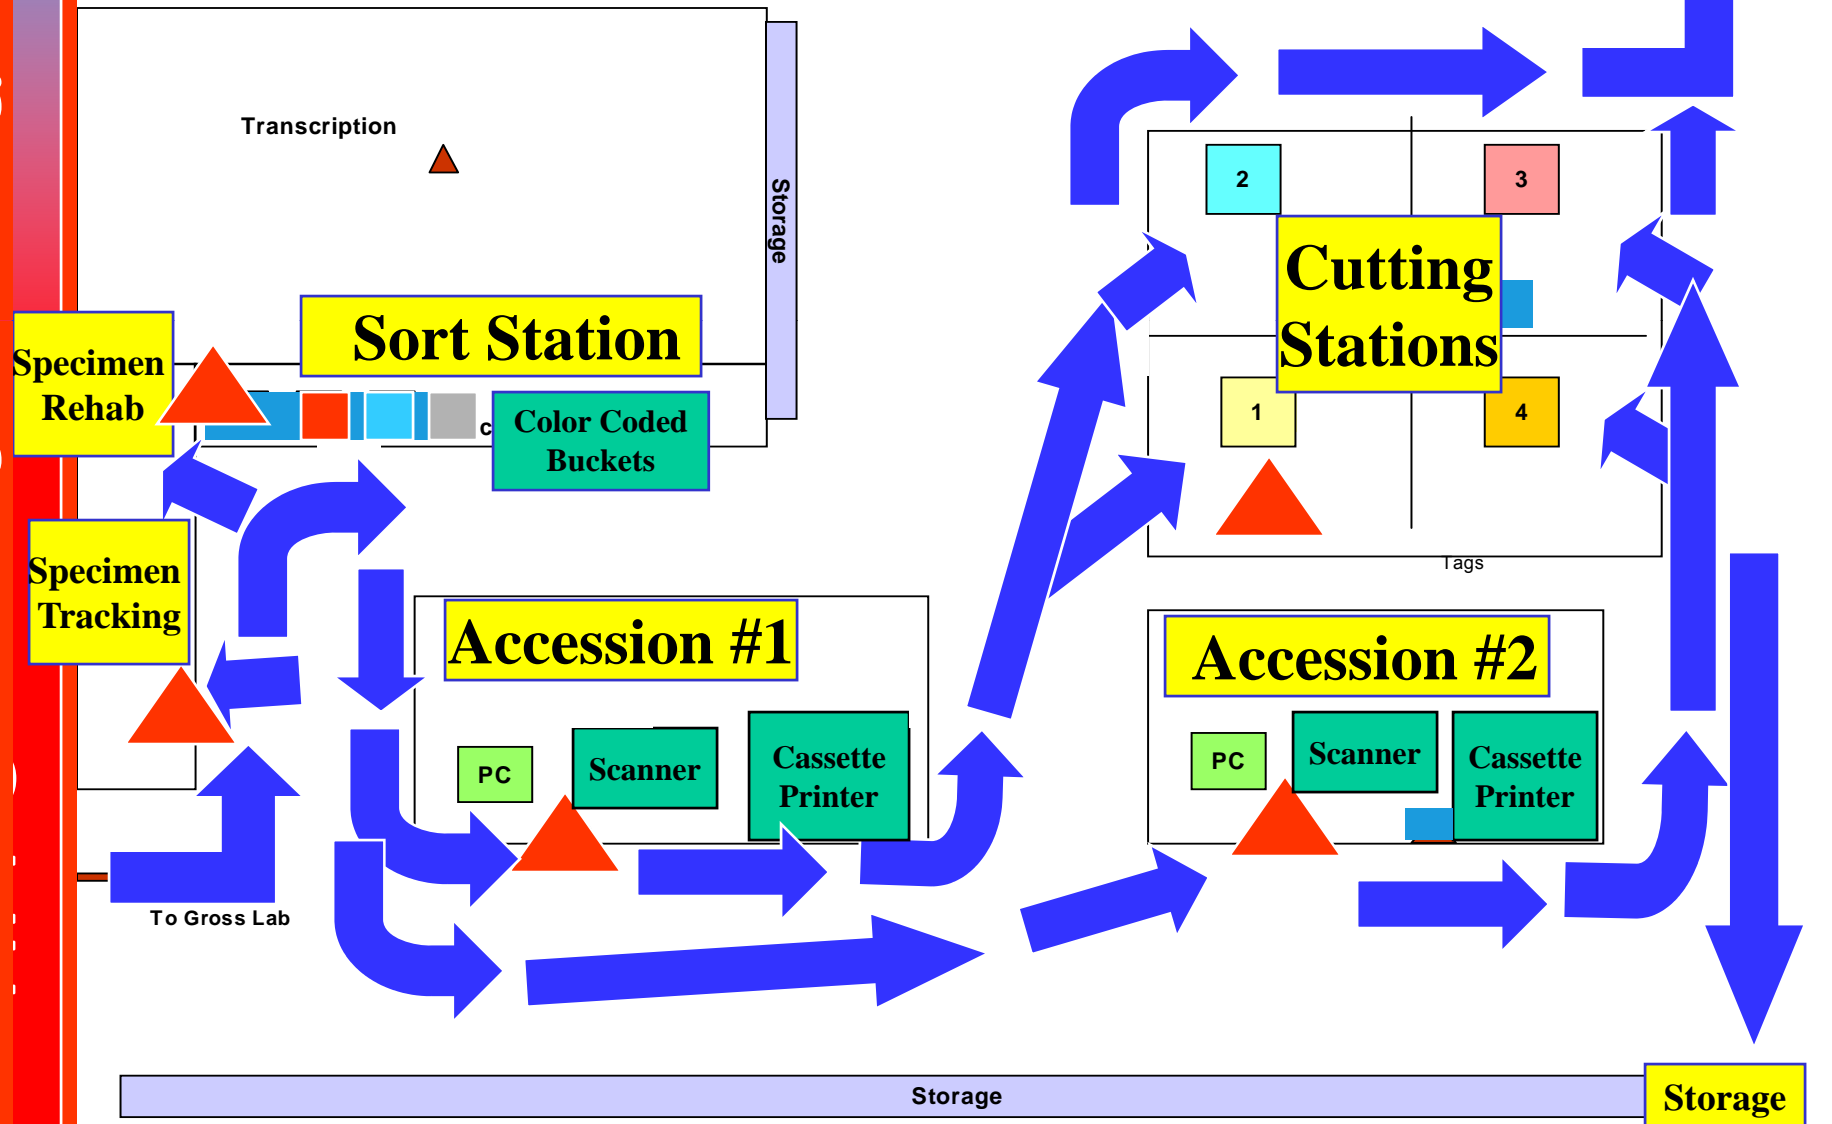 Transcription
Storage
2
3
Cutting
Stations
Sort Station
Specimen
Rehab
Color Coded
Buckets
c
1
4
Specimen
Tracking
Tags
Accession #1
Accession #2
PC
Scanner
Cassette
Printer
PC
Scanner
Cassette
Printer
To Gross Lab
Storage
Storage